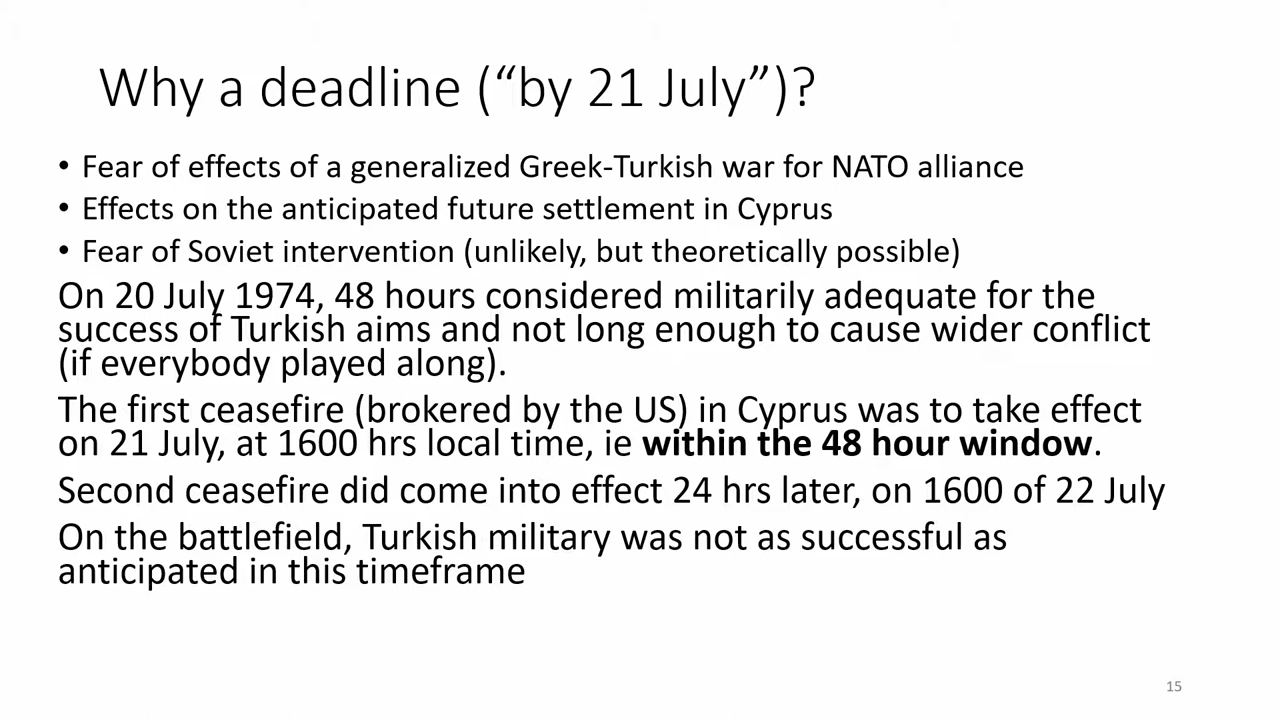 Why a deadline (“by 21 July”)?
• Fear of effects of a generalized Greek-Turkish war for NATO alliance
• Effects on the anticipated future settlement in Cyprus
• Fear of Soviet intervention (unlikely, but theoretically possible)
On 20 July 1974, 48 hours considered militarily adequate for the
success of Turkish aims and not long enough to cause wider conflict
(if everybody played along).
The first ceasefire (brokered by the US) in Cyprus was to take effect
on 21 July, at 1600 hrs local time, ie within the 48 hour window.
Second ceasefire did come into effect 24 hrs later, on 1600 of 22 July
On the battlefield, Turkish military was not as successful as
anticipated in this timeframe
15